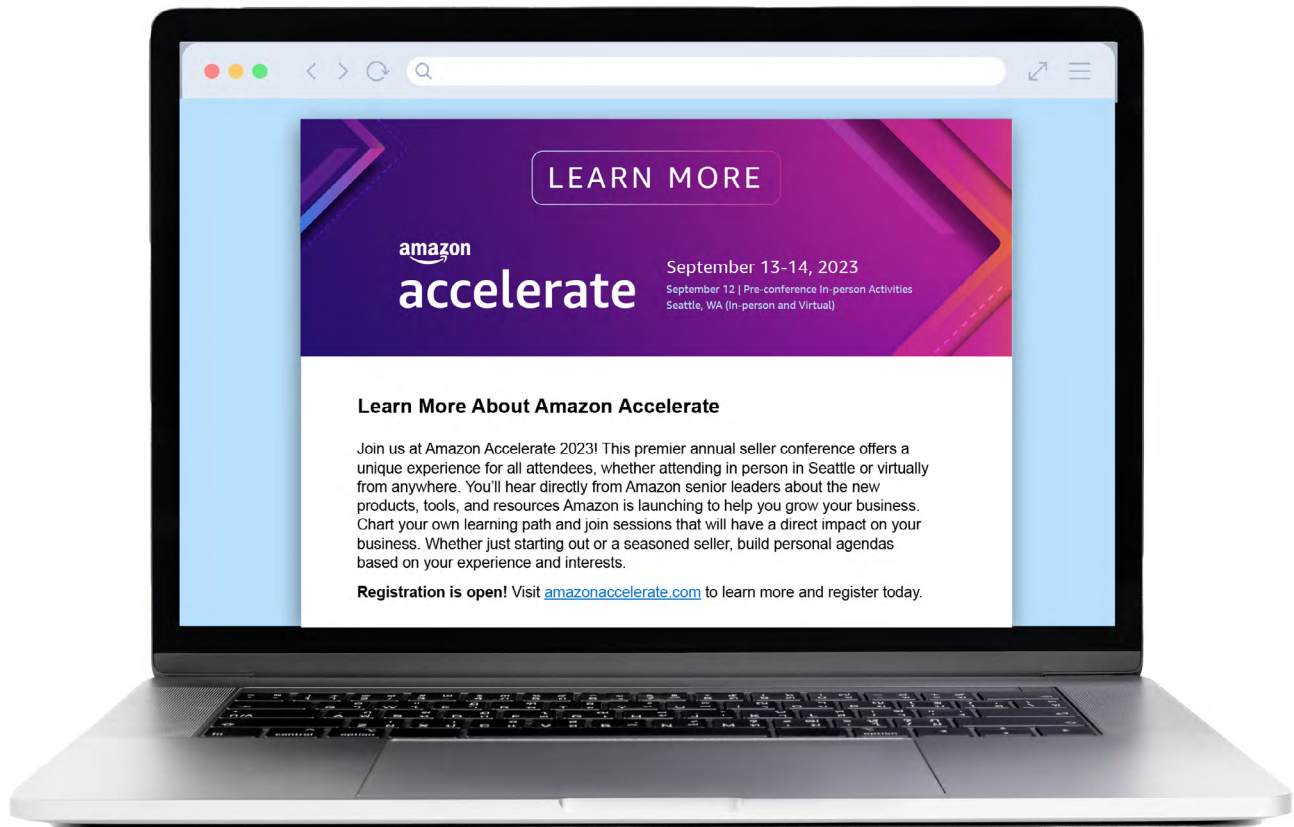 LEARN MORE
amazon
accelerate
September 13-14, 2023
September 12 | Pre-conference In-person Activities
Seattle, WA (In-person and Virtual)
Learn More About Amazon Accelerate
Join us at Amazon Accelerate 2023! This premier annual seller conference offers a
unique experience for all attendees, whether attending in person in Seattle or virtually
from anywhere. You'll hear directly from Amazon senior leaders about the new
products, tools, and resources Amazon is launching to help you grow your business.
Chart your own learning path and join sessions that will have a direct impact on your
business. Whether just starting out or a seasoned seller, build personal agendas
based on your experience and interests.
Registration is open! Visit amazonaccelerate.com to learn more and register today.